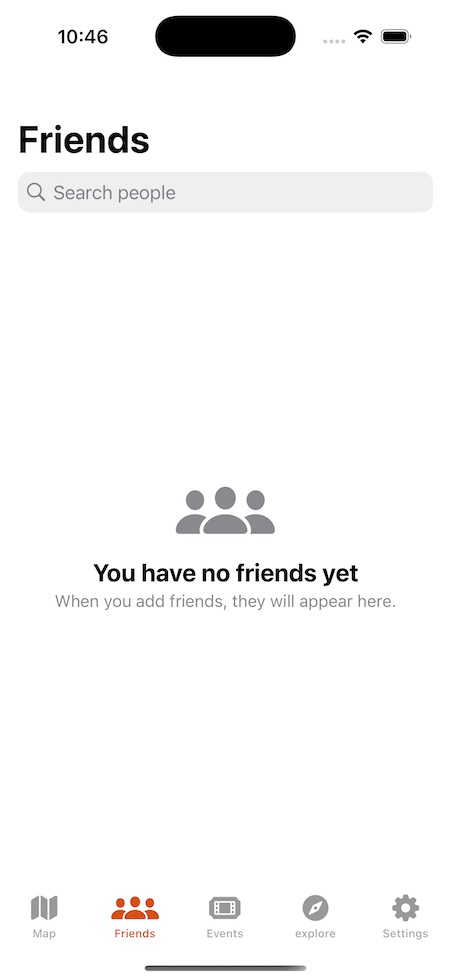 10:46
Friends
Search people
You have no friends yet
When you add friends, they will appear here.
Map
Friends
Events
explore
Settings